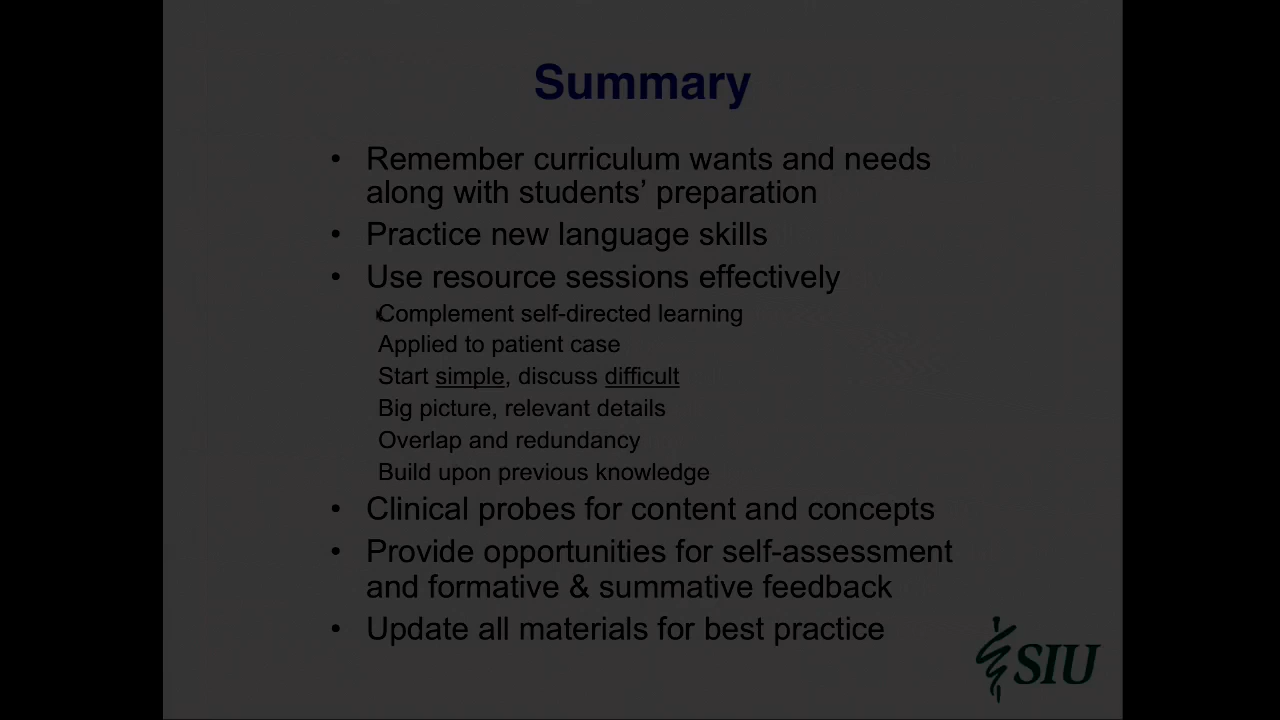 Summary
• Remember curriculum wants and needs
along with students’ preparation
• Practice new language skills
• Use resource sessions effectively
Complement self-directed learning
Applied to patient case
Start simple, discuss difficult
Big picture, relevant details
Overlap and redundancy
Build upon previous knowledge
• Clinical probes for content and concepts
• Provide opportunities for self-assessment
and formative & summative feedback
• Update all materials for best practice
SIU